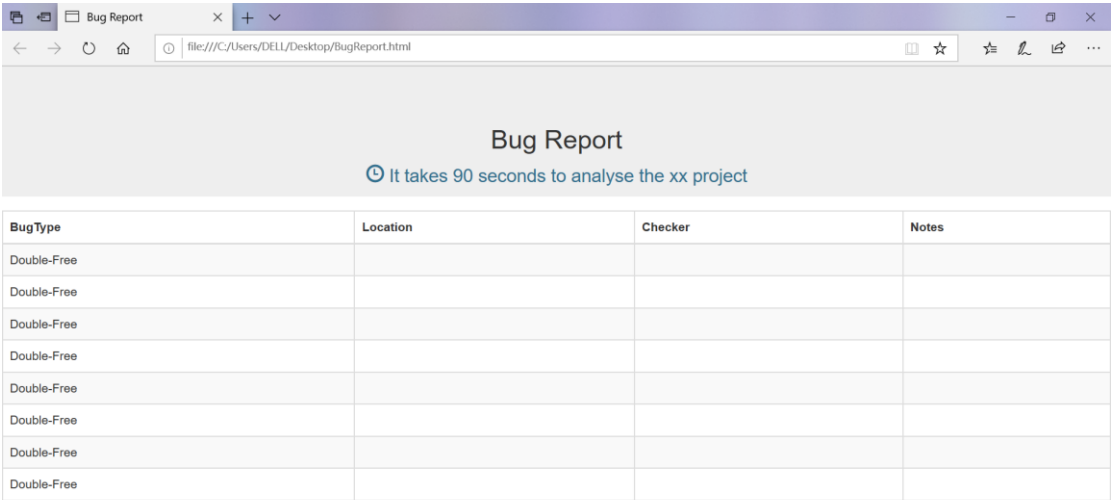 Bug Report
file:///C:/Users/DELL/Desktop/BugReport.html
Bug Report
It takes 90 seconds to analyse the xx project
BugType Location Checker Notes
Double-Free
Double-Free
Double-Free
Double-Free
Double-Free
Double-Free
Double-Free
Double-Free